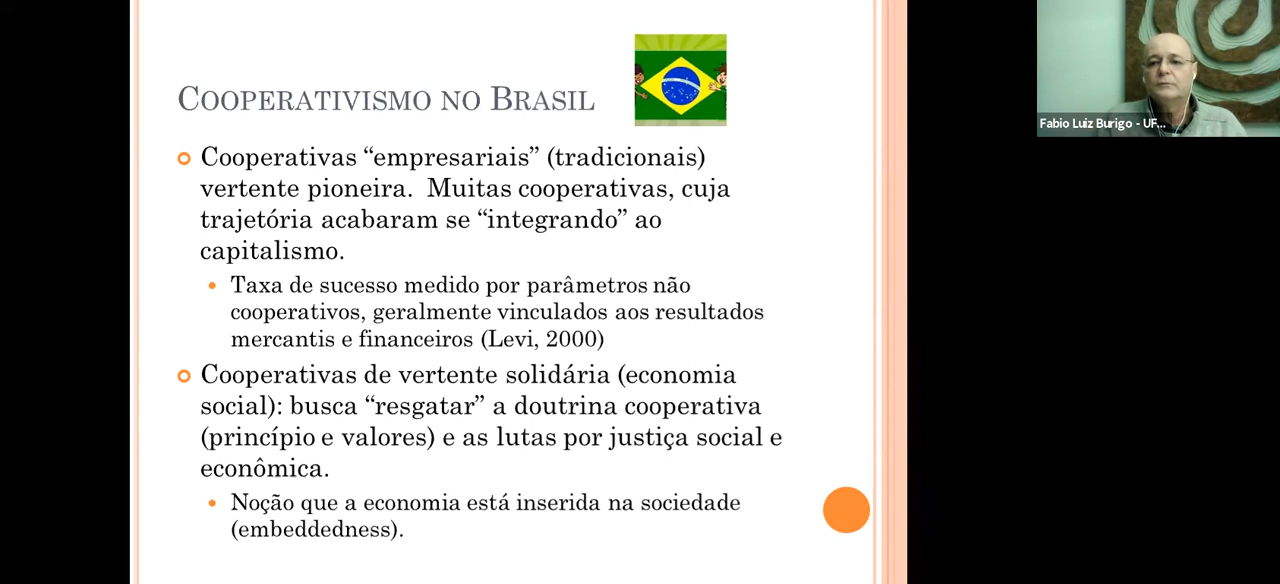 COOPERATIVISMO NO BRASIL
Cooperativas “empresariais” (tradicionais)
vertente pioneira. Muitas cooperativas, cuja
trajetória acabaram se “integrando” ao
capitalismo.
Taxa de sucesso medido por parâmetros não
cooperativos, geralmente vinculados aos resultados
mercantis e financeiros (Levi, 2000)
Cooperativas de vertente solidária (economia
social): busca “resgatar” a doutrina cooperativa
(princípio e valores) e as lutas por justiça social e
econômica.
Noção que a economia está inserida na sociedade
(embeddedness).
Fabio Luiz Burigo - UF...